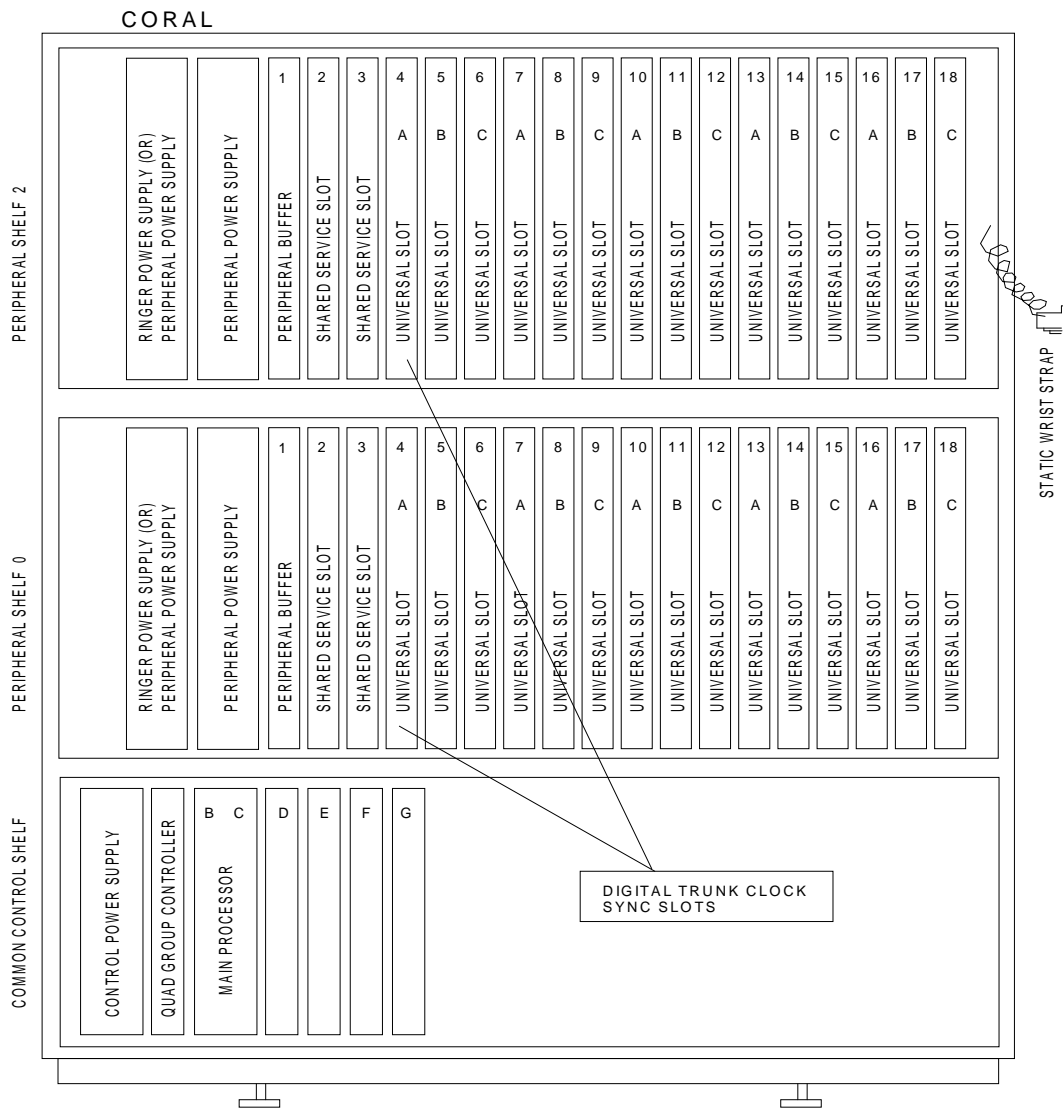 CORAL
PERIPHERAL SHELF 2
RINGER POWER SUPPLY (OR)
PERIPHERAL POWER SUPPLY
PERIPHERAL POWER SUPPLY
1
PERIPHERAL BUFFER
2
SHARED SERVICE SLOT
3
SHARED SERVICE SLOT
4
A
UNIVERSAL SLOT
5
B
UNIVERSAL SLOT
6
C
UNIVERSAL SLOT
7
A
UNIVERSAL SLOT
8
B
UNIVERSAL SLOT
9
C
UNIVERSAL SLOT
10
A
UNIVERSAL SLOT
11
B
UNIVERSAL SLOT
12
C
UNIVERSAL SLOT
13
A
UNIVERSAL SLOT
14
B
UNIVERSAL SLOT
15
C
UNIVERSAL SLOT
16
A
UNIVERSAL SLOT
17
B
UNIVERSAL SLOT
18
C
UNIVERSAL SLOT
STATIC WRIST STRAP
PERIPHERAL SHELF 0
RINGER POWER SUPPLY (OR)
PERIPHERAL POWER SUPPLY
PERIPHERAL POWER SUPPLY
1
PERIPHERAL BUFFER
2
SHARED SERVICE SLOT
3
SHARED SERVICE SLOT
4
A
UNIVERSAL SLOT
5
B
UNIVERSAL SLOT
6
C
UNIVERSAL SLOT
7
A
UNIVERSAL SLOT
8
B
UNIVERSAL SLOT
9
C
UNIVERSAL SLOT
10
A
UNIVERSAL SLOT
11
B
UNIVERSAL SLOT
12
C
UNIVERSAL SLOT
13
A
UNIVERSAL SLOT
14
B
UNIVERSAL SLOT
15
C
UNIVERSAL SLOT
16
A
UNIVERSAL SLOT
17
B
UNIVERSAL SLOT
18
C
UNIVERSAL SLOT
COMMON CONTROL SHELF
CONTROL POWER SUPPLY
QUAD GROUP CONTROLLER
B C
MAIN PROCESSOR
D
E
F
G
DIGITAL TRUNK CLOCK
SYNC SLOTS